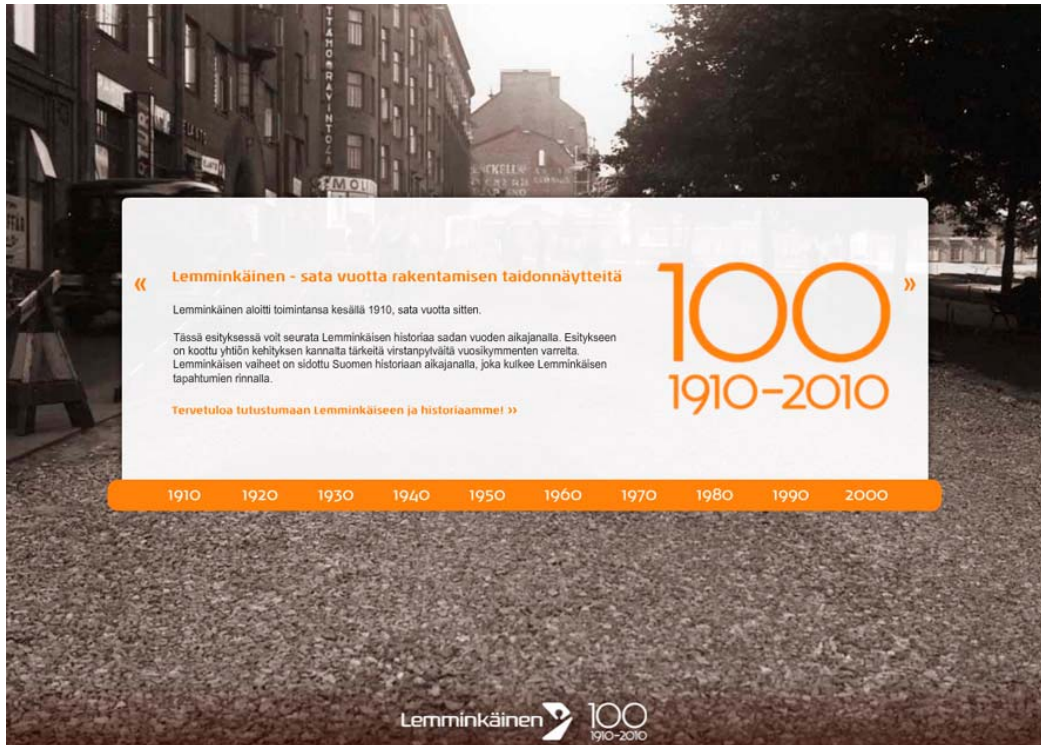 MOU
«
Lemminkäinen - sata vuotta rakentamisen taidonnäytteitä
Lemminkäinen aloitti toimintansa kesällä 1910, sata vuotta sitten.
Tässä esityksessä voit seurata Lemminkäisen historiaa sadan vuoden aikajanalla. Esitykseen
on koottu yhtiön kehityksen kannalta tärkeitä virstanpylväitä vuosikymmenten varrelta.
Lemminkäisen vaiheet on sidottu Suomen historiaan aikajanalla, joka kulkee Lemminkäisen
tapahtumien rinnalla.
Tervetuloa tutustumaan Lemminkäiseen ja historiaamme! »
100
1910-2010
»
1910 1920 1930 1940 1950 1960 1970 1980 1990 2000
Lemminkäinen 100
1910-2010